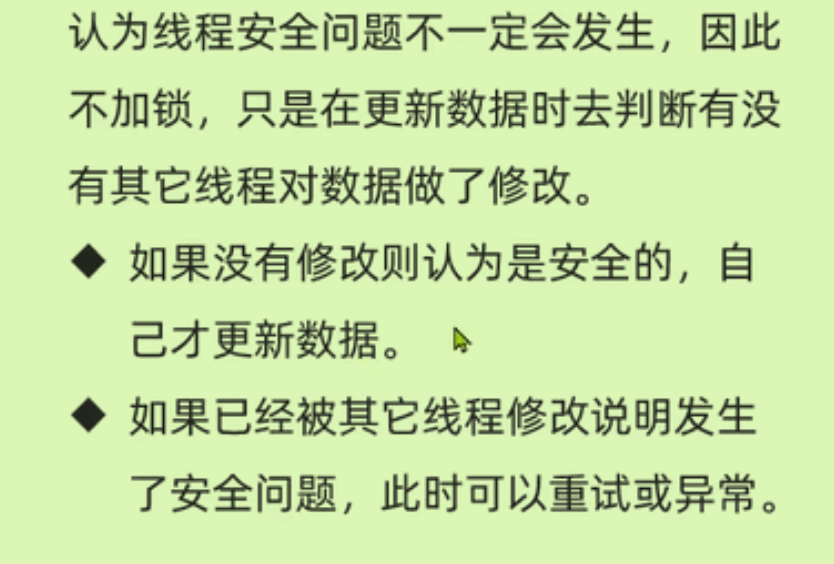 认为线程安全问题不一定会发生，因此
不加锁，只是在更新数据时去判断有没
有其它线程对数据做了修改。
◆ 如果没有修改则认为是安全的，自
己才更新数据。
◆ 如果已经被其它线程修改说明发生
了安全问题，此时可以重试或异常。